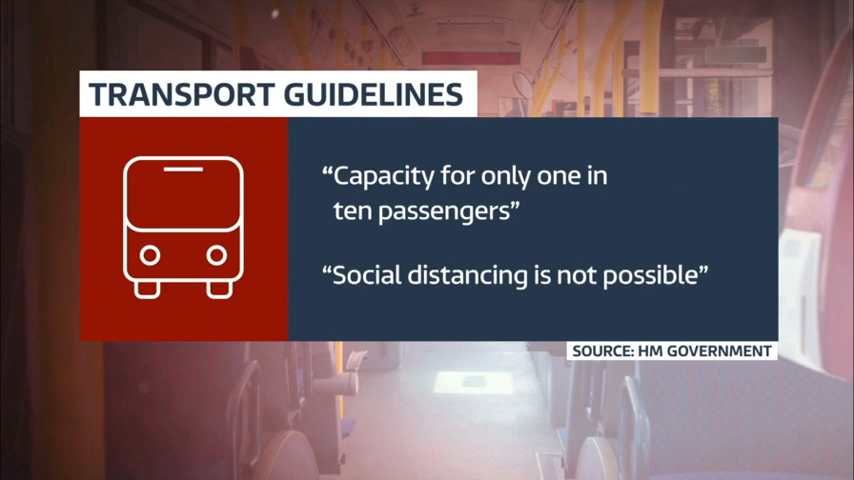 TRANSPORT GUIDELINES
“Capacity for only one in
ten passengers”
“Social distancing is not possible”
SOURCE: HM GOVERNMENT